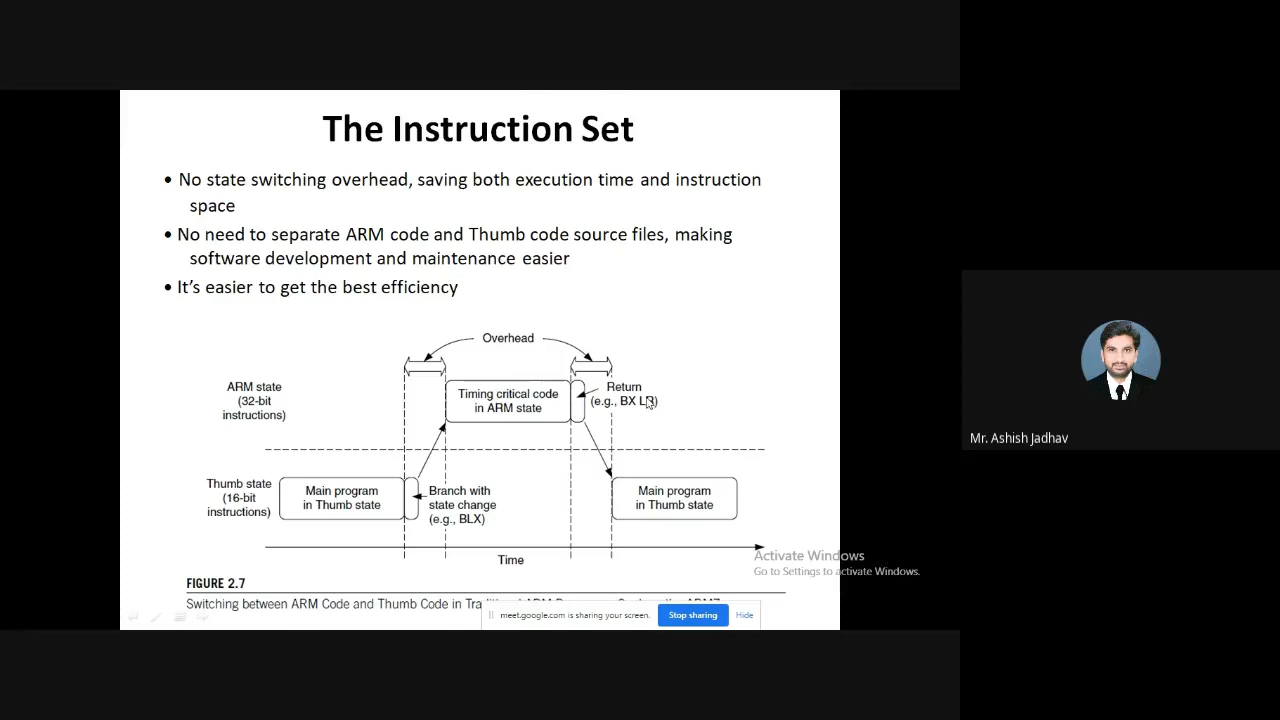 The Instruction Set
• No state switching overhead, saving both execution time and instruction
space
• No need to separate ARM code and Thumb code source files, making
software development and maintenance easier
• It's easier to get the best efficiency
Overhead
ARM state
(32-bit
instructions)
Timing critical code
in ARM state
Return
(e.g., BX LR)
Thumb state
(16-bit
instructions)
Main program
in Thumb state
Branch with
state change
(e.g., BLX)
Main program
in Thumb state
Time
Activate Windows
Go to Settings to activate Windows.
FIGURE 2.7
Switching between ARM Code and Thumb Code in
meet.google.com is sharing your screen.
Stop sharing
Hide
Mr. Ashish Jadhav